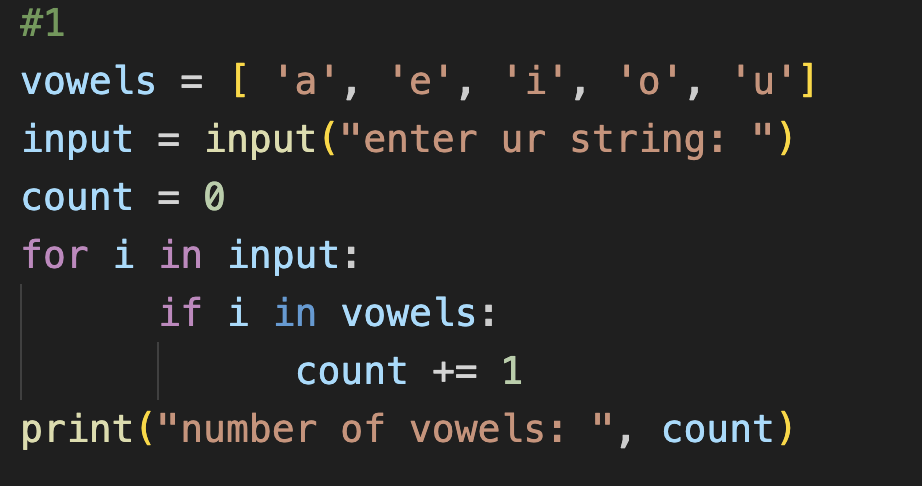 #1
vowels = [ 'a', 'e', 'i', 'o', 'u']
input = input("enter ur string: ")
count = 0
for i in input:
      if i in vowels:
            count += 1
print("number of vowels: ", count)